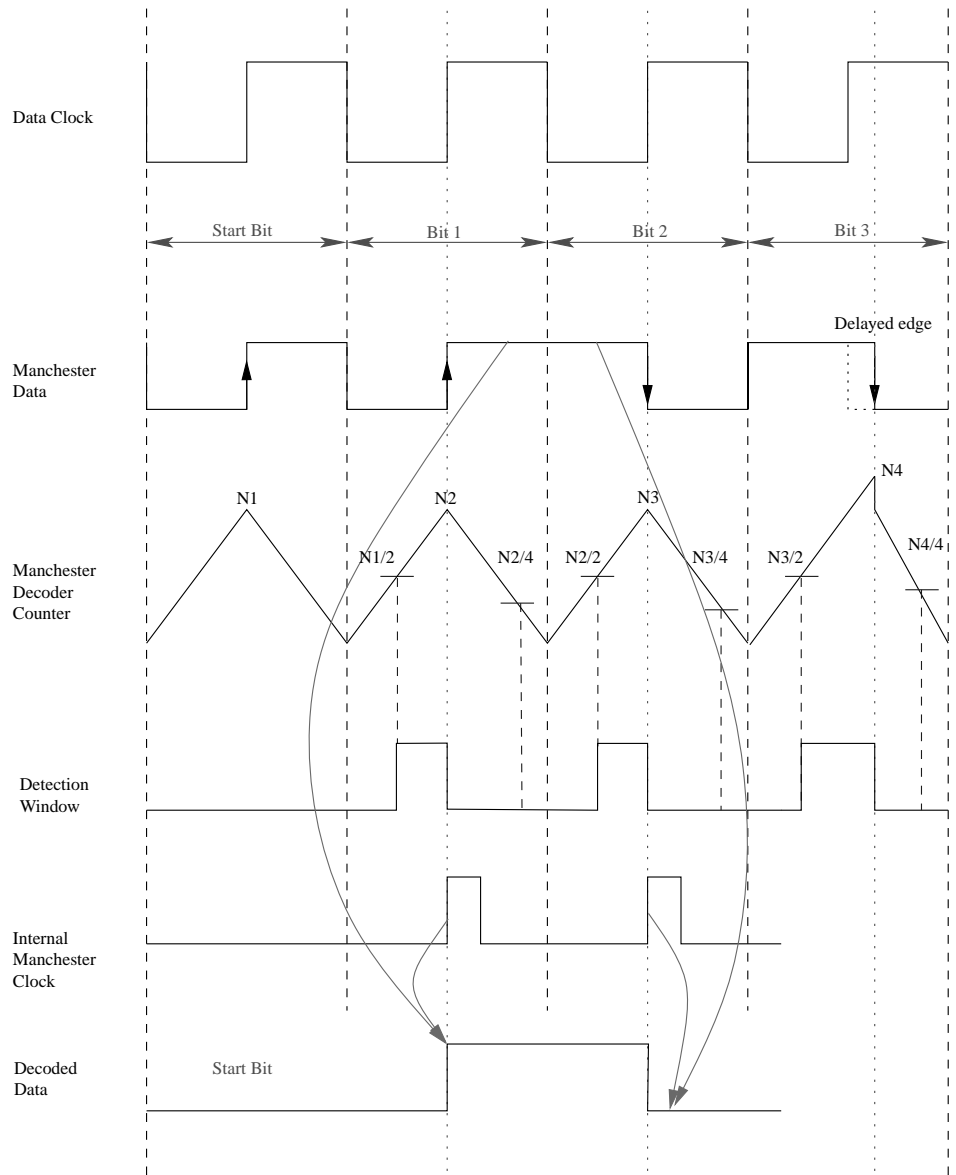 Data Clock
Start Bit
Bit 1
Bit 2
Bit 3
Delayed edge
Manchester
Data
N1
N2
N3
N4
N1/2
N2/4
N2/2
N3/4
N3/2
N4/4
Manchester
Decoder
Counter
Detection
Window
Internal
Manchester
Clock
Decoded
Data
Start Bit